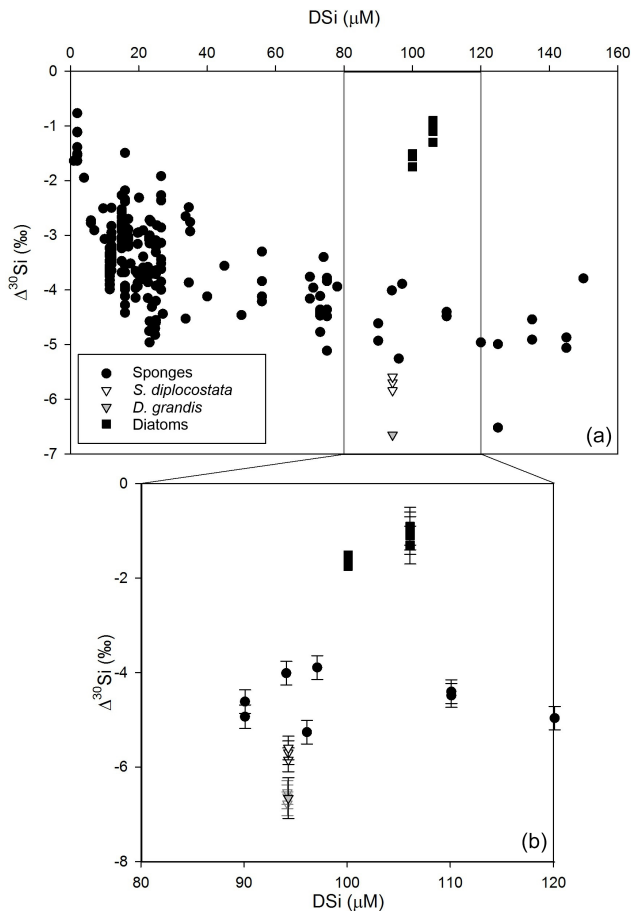 DSi (μM)
0 20 40 60 80 100 120 140 160
0
-1
-2
-3
-4
-5
-6
-7
Δ³⁰Si (‰)
Sponges
S. diplocostata
D. grandis
Diatoms
(a)
0
-2
-4
-6
-8
Δ³⁰Si (‰)
(b)
80 90 100 110 120
DSi (μM)